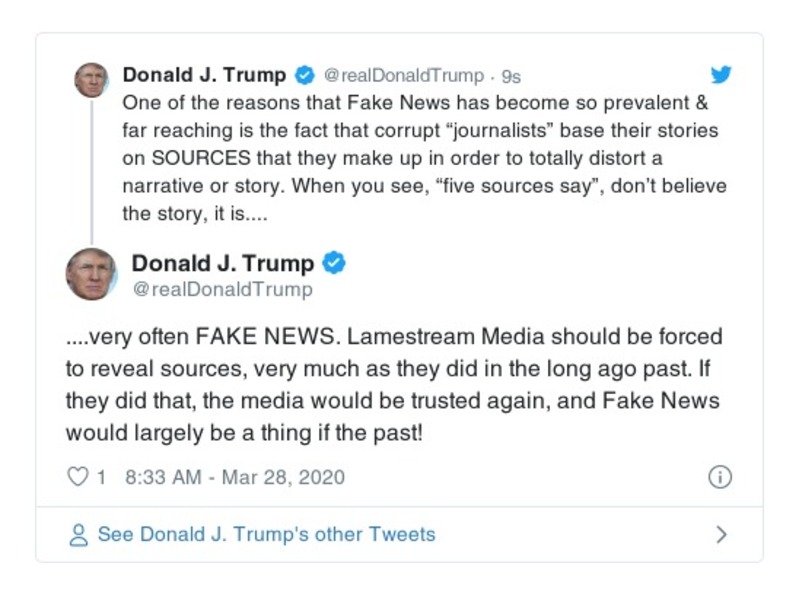 Donald J. Trump @realDonaldTrump · 9s
One of the reasons that Fake News has become so prevalent &
far reaching is the fact that corrupt “journalists” base their stories
on SOURCES that they make up in order to totally distort a
narrative or story. When you see, “five sources say”, don’t believe
the story, it is....
Donald J. Trump
@realDonaldTrump
....very often FAKE NEWS. Lamestream Media should be forced
to reveal sources, very much as they did in the long ago past. If
they did that, the media would be trusted again, and Fake News
would largely be a thing if the past!
1 8:33 AM - Mar 28, 2020
See Donald J. Trump's other Tweets